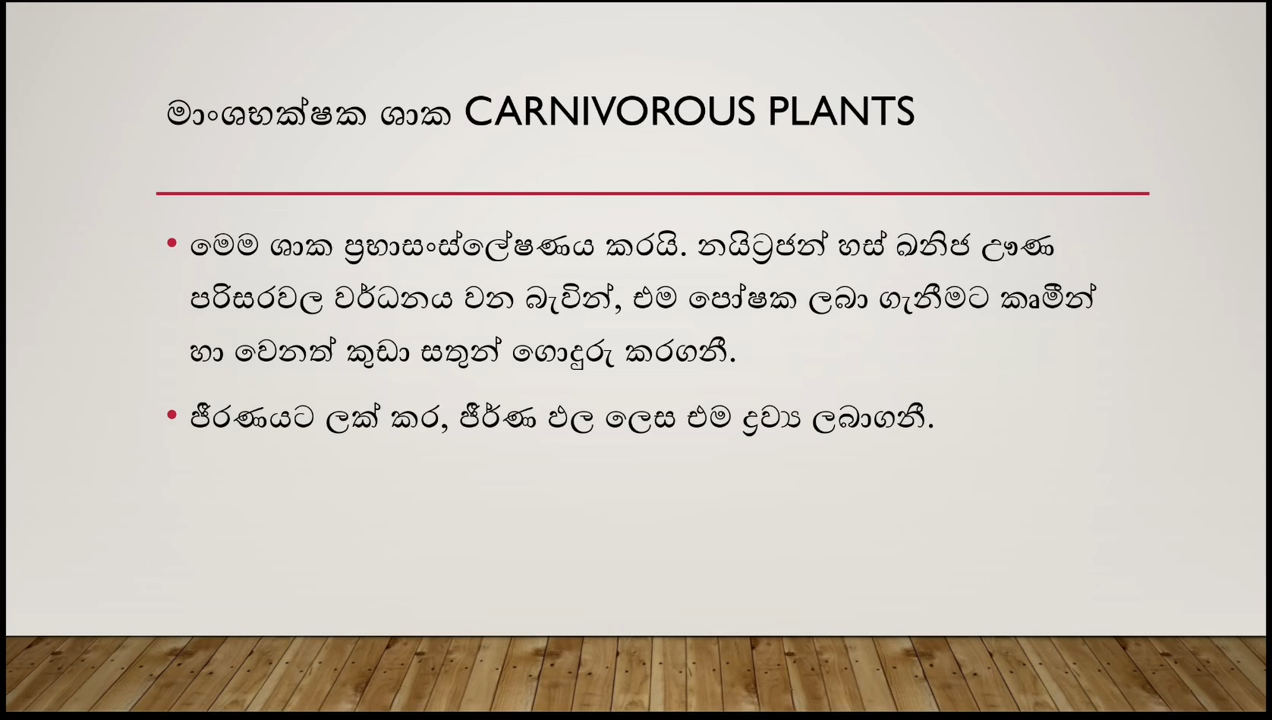 මාංශභක්ෂක ශාක CARNIVOROUS PLANTS
• මෙම ශාක ප්‍රභාසංස්ලේෂණය කරයි. නයිට්‍රජන් හස් ඛනිජ ඌණ
පරිසරවල වර්ධනය වන බැවින්, එම පෝෂක ලබා ගැනීමට කෘමීන්
හා වෙනත් කුඩා සතුන් ගොදුරු කරගනී.
• ජීරණයට ලක් කර, ජීර්ණ ඵල ලෙස එම ද්‍රව්‍ය ලබාගනී.